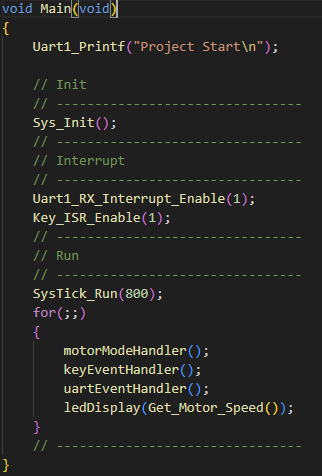 void Main(void)
{
    Uart1_Printf("Project Start\n");

    // Init
    // --------------------------------
    Sys_Init();
    // --------------------------------
    // Interrupt
    // --------------------------------
    Uart1_RX_Interrupt_Enable(1);
    Key_ISR_Enable(1);
    // --------------------------------
    // Run
    // --------------------------------
    SysTick_Run(800);
    for(;;)
    {
        motorModeHandler();
        keyEventHandler();
        uartEventHandler();
        ledDisplay(Get_Motor_Speed());
    }
    // --------------------------------
}